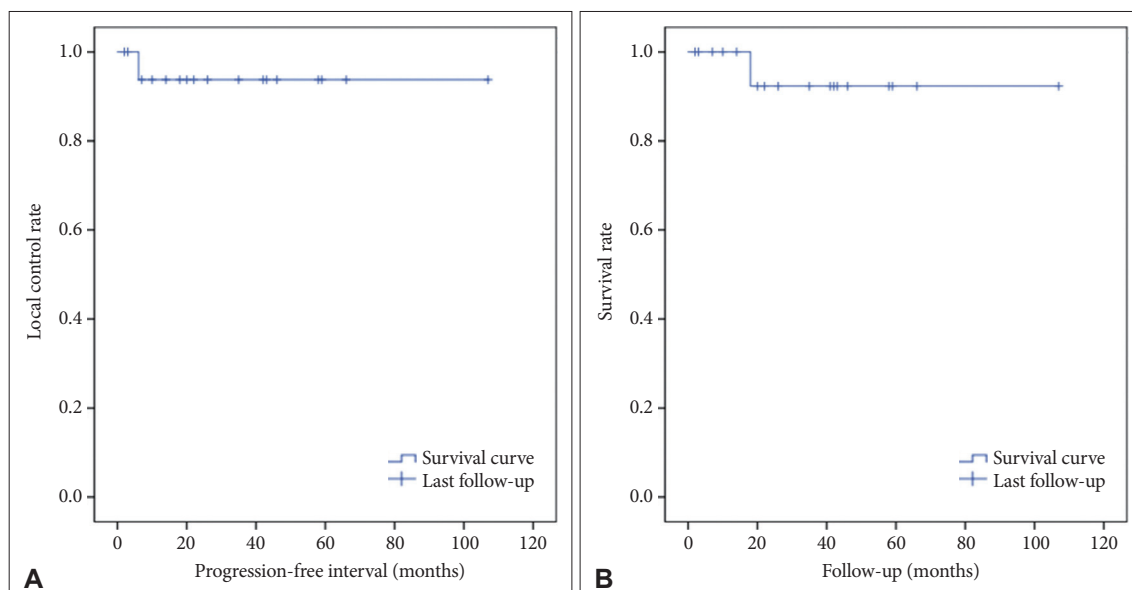 1.0
0.8
0.6
0.4
0.2
0.0
Local control rate
Survival curve
Last follow-up
0 20 40 60 80 100 120
Progression-free interval (months)
A
1.0
0.8
0.6
0.4
0.2
0.0
Survival rate
Survival curve
Last follow-up
0 20 40 60 80 100 120
Follow-up (months)
B